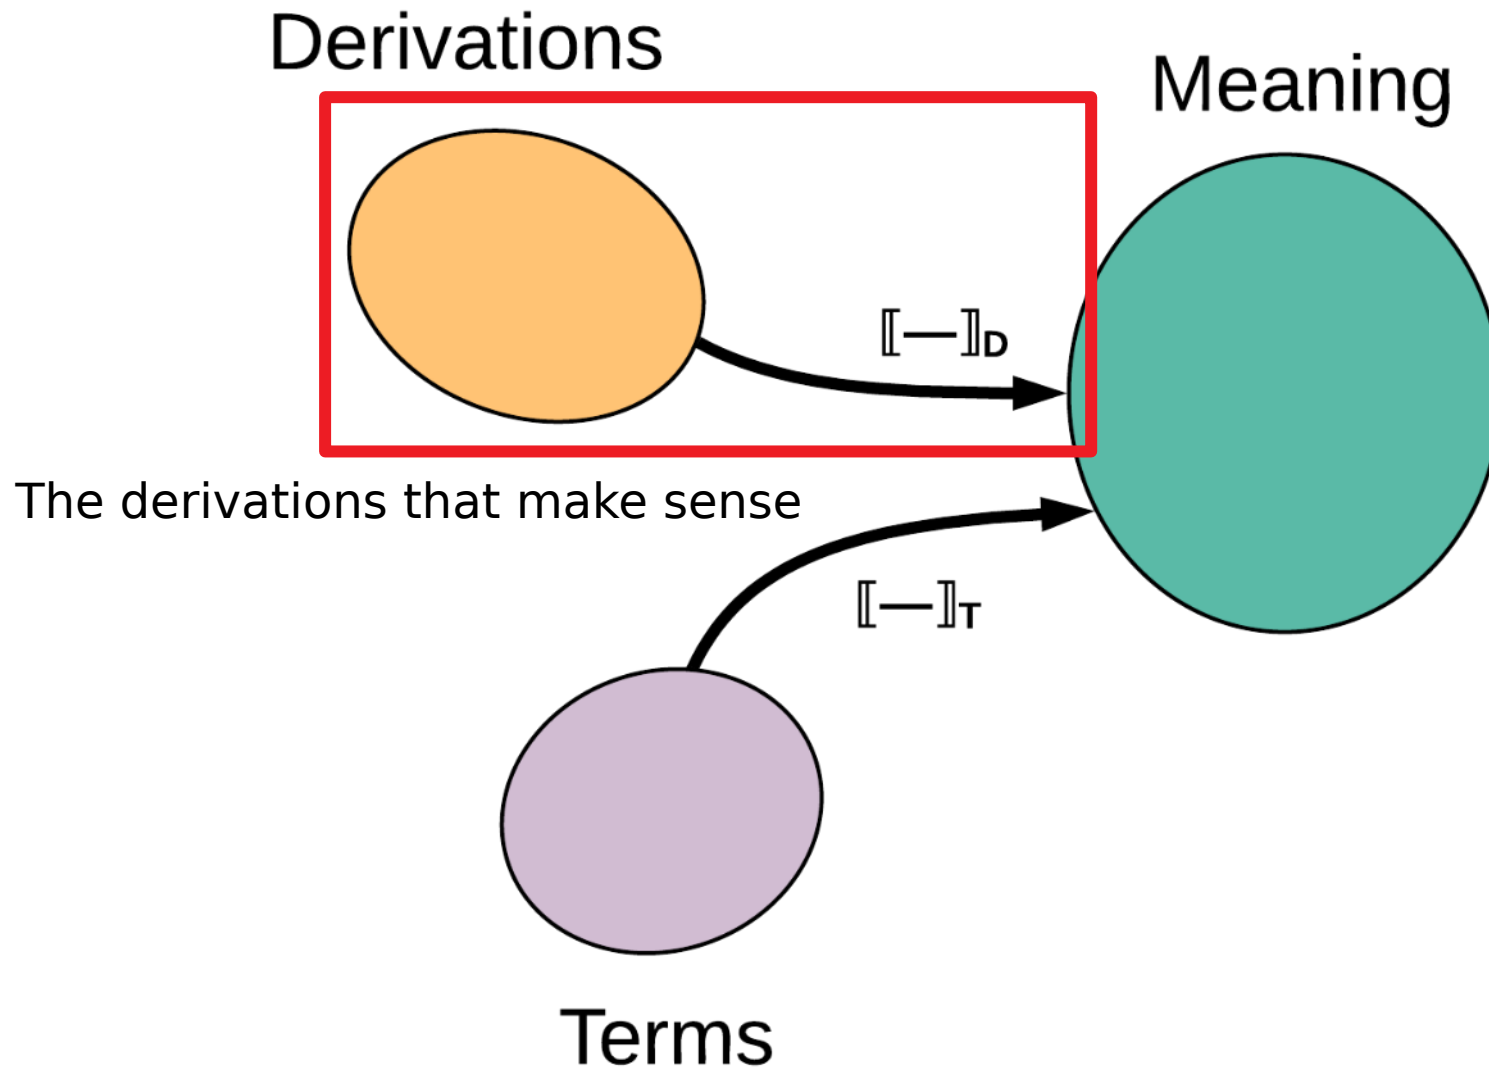 Derivations
Meaning
⟦—⟧D
The derivations that make sense
⟦—⟧T
Terms